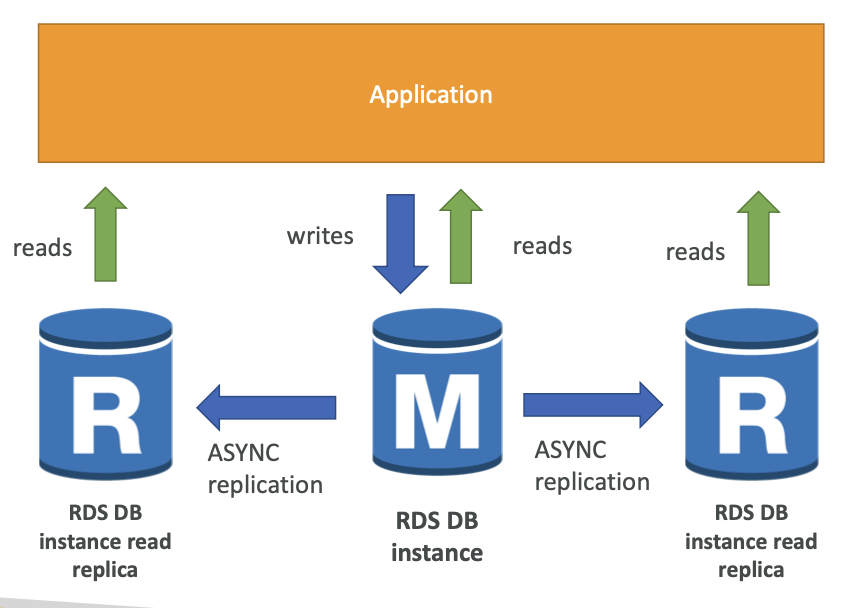 Application
reads
writes
reads
reads
R
M
R
ASYNC
replication
ASYNC
replication
RDS DB
instance read
replica
RDS DB
instance
RDS DB
instance read
replica